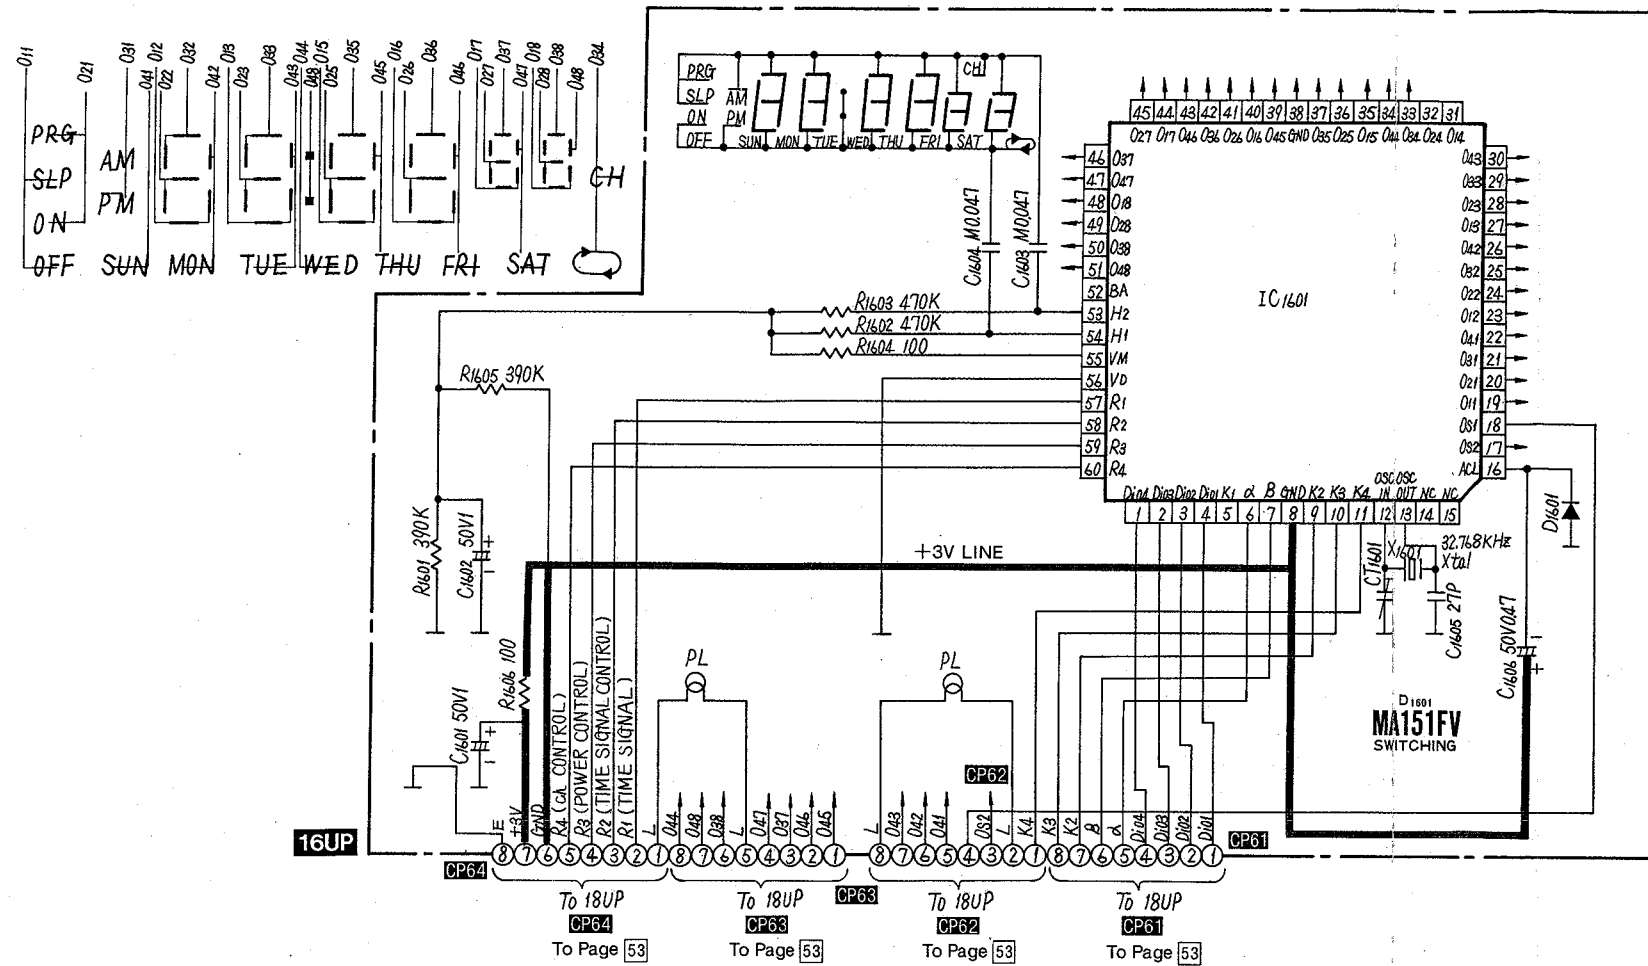 O11 O21 O31 O41 O12 O22 O32 O42 O13 O23 O33 O43 O44 O49 O15 O25 O35 O45 O16 O26 O36 O46 O17 O27 O37 O47 O18 O28 O38 O48 O34
PRG
AM
SLP
PM
CH
ON
OFF SUN MON TUE WED THU FRI SAT
PRG
CH
SLP
AM
ON
PM
OFF
SUN MON TUE WED THU FRI SAT
C1604 M0.047
C1603 M0.047
45 44 43 42 41 40 39 38 37 36 35 34 33 32 31
O27 O17 O46 O36 O26 O16 O45 GND O35 O25 O15 O44 O34 O24 O14
46 O37
47 O47
48 O18
49 O28
50 O38
51 O48
52 BA
53 H2
54 H1
55 VM
56 VD
57 R1
58 R2
59 R3
60 R4
IC1601
O43 30
O33 29
O23 28
O13 27
O42 26
O32 25
O22 24
O12 23
O41 22
O31 21
O21 20
O11 19
OS1 18
OS2 17
ACL 16
Di04 Di03 Di02 Di01 K1 α B GND K2 K3 K4 OSC IN OSC OUT NC NC
1 2 3 4 5 6 7 8 9 10 11 12 13 14 15
R1603 470K
R1602 470K
R1604 100
R1605 390K
R1601 390K
C1602 50V1
+3V LINE
CT1601
X1601
32.768KHz
Xtal
C1605 27P
D1601
C1606 50V0.47
R1606 100
C1601 50V1
PL
PL
D1601
MA151FV
SWITCHING
CP62
16UP
E +3V GND R4 (ch CONTROL) R3 (POWER CONTROL) R2 (TIME SIGNAL CONTROL) R1 (TIME SIGNAL) L
O44 O48 O38 L O47 O37 O46 O45
L O43 O42 O41 OS2 L K4
K3 K2 B α Di04 Di03 Di02 Di01
CP61
8 7 6 5 4 3 2 1 8 7 6 5 4 3 2 1 8 7 6 5 4 3 2 1 8 7 6 5 4 3 2 1
CP64
CP63
To 18UP To 18UP To 18UP To 18UP
CP64 CP63 CP62 CP61
To Page 53 To Page 53 To Page 53 To Page 53